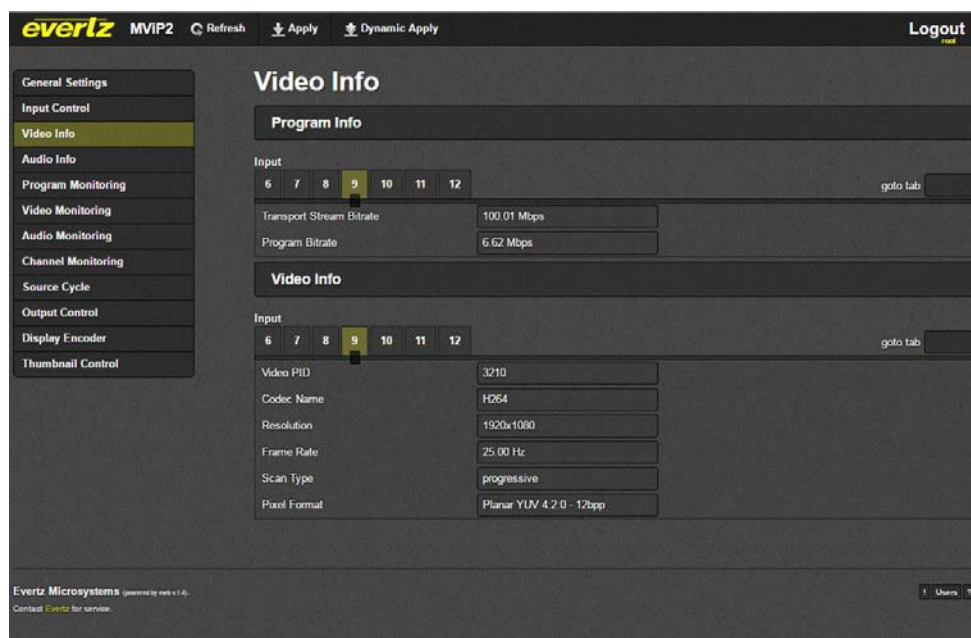 evertz MViP2 Refresh Apply Dynamic Apply Logout
root
General Settings
Input Control
Video Info
Audio Info
Program Monitoring
Video Monitoring
Audio Monitoring
Channel Monitoring
Source Cycle
Output Control
Display Encoder
Thumbnail Control
Video Info
Program Info
Input
6 7 8 9 10 11 12 goto tab
Transport Stream Bitrate 100.01 Mbps
Program Bitrate 6.62 Mbps
Video Info
Input
6 7 8 9 10 11 12 goto tab
Video PID 3210
Codec Name H264
Resolution 1920x1080
Frame Rate 25.00 Hz
Scan Type progressive
Pixel Format Planar YUV 4:2:0 - 12bpp
Evertz Microsystems (powered by v.1.4).
! Users ?
Contact Evertz for service.